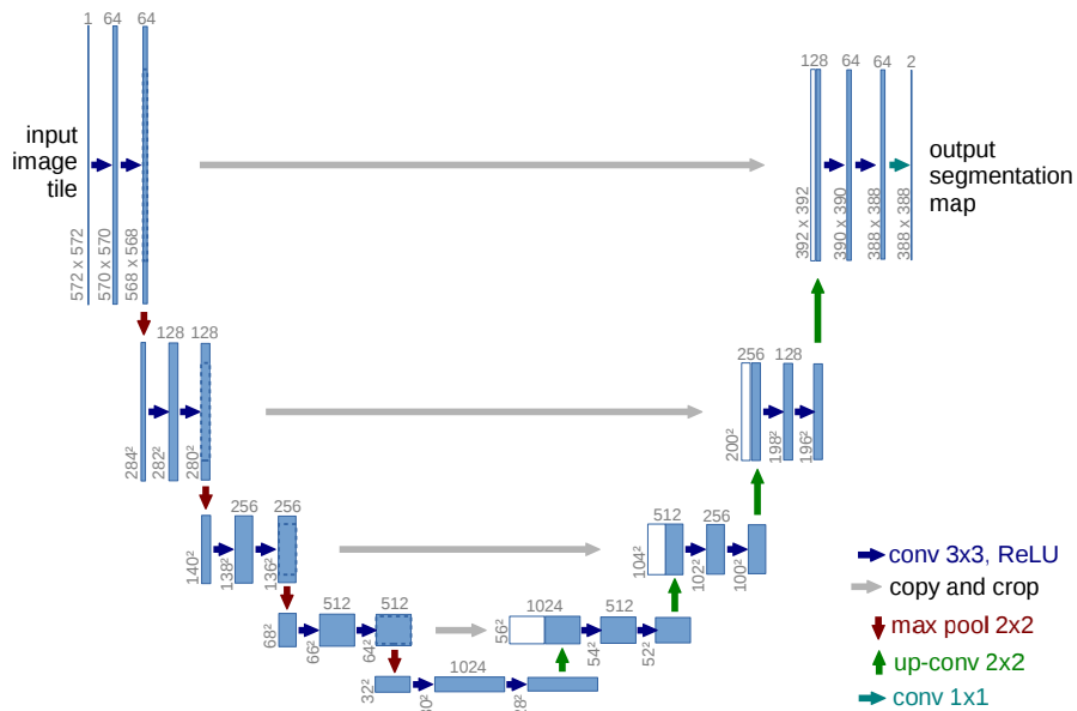 1 64 64
128 64 64 2
input
image
tile
output
segmentation
map
572 x 572
570 x 570
568 x 568
392 x 392
390 x 390
388 x 388
388 x 388
128 128
256 128
284²
282²
280²
200²
198²
196²
256 256
512 256
140²
138²
136²
104²
102²
100²
conv 3x3, ReLU
copy and crop
max pool 2x2
up-conv 2x2
conv 1x1
512 512
1024 512
68²
66²
64²
56²
54²
52²
1024
32²